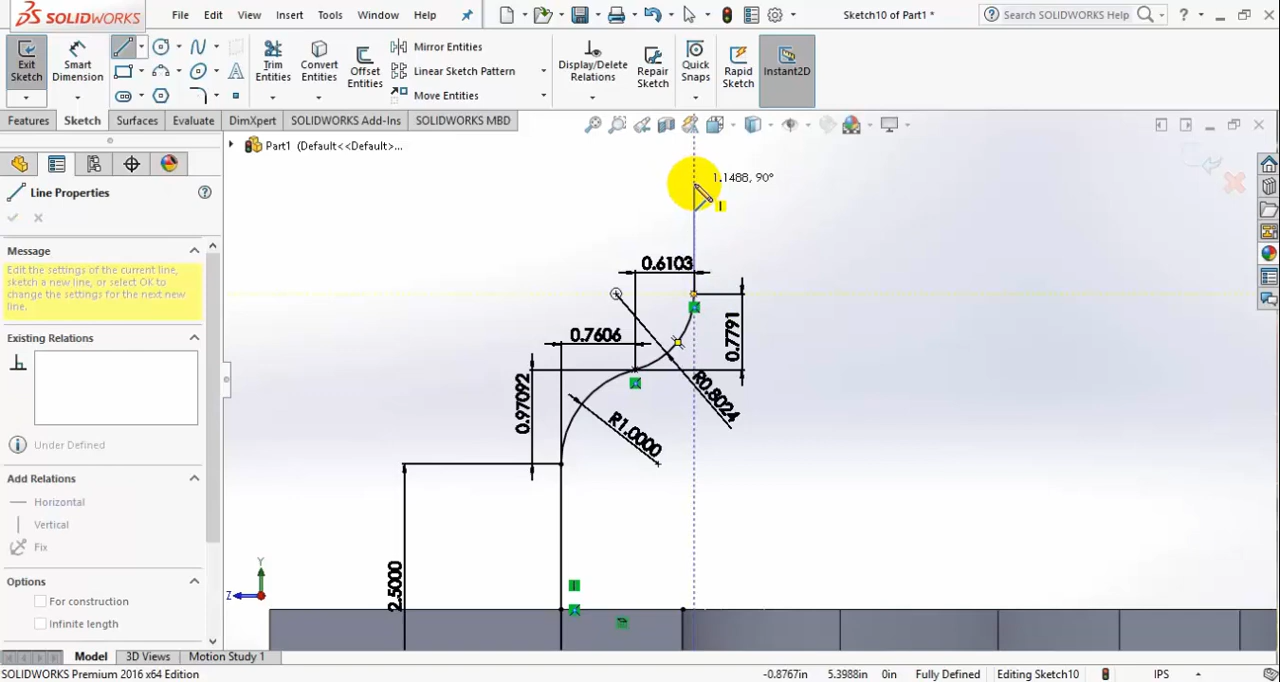 SOLIDWORKS File Edit View Insert Tools Window Help Sketch10 of Part1 * Search SOLIDWORKS Help ?
Exit Sketch Smart Dimension Trim Entities Convert Entities Offset Entities Mirror Entities Linear Sketch Pattern Move Entities Display/Delete Relations Repair Sketch Quick Snaps Rapid Sketch Instant2D
Features Sketch Surfaces Evaluate DimXpert SOLIDWORKS Add-Ins SOLIDWORKS MBD
Part1 (Default<<Default>...
Line Properties
Message
Edit the settings of the current line,
sketch a new line, or select OK to
change the settings for the next new
line.
Existing Relations
Under Defined
Add Relations
Horizontal
Vertical
Fix
Options
For construction
Infinite length
1.1488, 90°
0.6103
0.7791
0.7606
R0.8024
0.97092
R1.0000
2.5000
Y
Z
Model 3D Views Motion Study 1
SOLIDWORKS Premium 2016 x64 Edition -0.8767in 5.3988in 0in Fully Defined Editing Sketch10 IPS